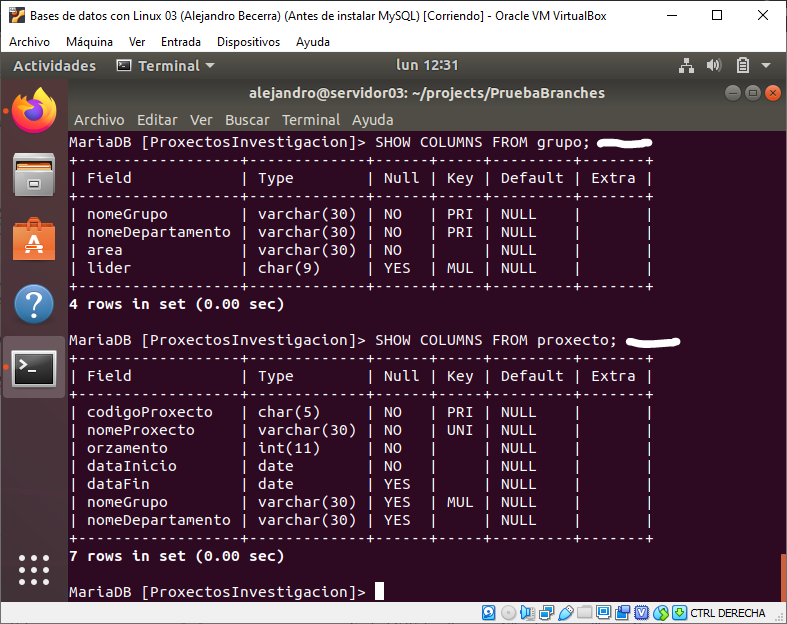 Bases de datos con Linux 03 (Alejandro Becerra) (Antes de instalar MySQL) [Corriendo] - Oracle VM VirtualBox
Archivo Máquina Ver Entrada Dispositivos Ayuda
Actividades Terminal lun 12:31
alejandro@servidor03: ~/projects/PruebaBranches
Archivo Editar Ver Buscar Terminal Ayuda
MariaDB [ProxectosInvestigacion]> SHOW COLUMNS FROM grupo;
+------------------+-------------+------+-----+---------+-------+
| Field            | Type        | Null | Key | Default | Extra |
+------------------+-------------+------+-----+---------+-------+
| nomeGrupo        | varchar(30) | NO   | PRI | NULL    |       |
| nomeDepartamento | varchar(30) | NO   | PRI | NULL    |       |
| area             | varchar(30) | NO   |     | NULL    |       |
| lider            | char(9)     | YES  | MUL | NULL    |       |
+------------------+-------------+------+-----+---------+-------+
4 rows in set (0.00 sec)
MariaDB [ProxectosInvestigacion]> SHOW COLUMNS FROM proxecto;
+------------------+-------------+------+-----+---------+-------+
| Field            | Type        | Null | Key | Default | Extra |
+------------------+-------------+------+-----+---------+-------+
| codigoProxecto   | char(5)     | NO   | PRI | NULL    |       |
| nomeProxecto     | varchar(30) | NO   | UNI | NULL    |       |
| orzamento        | int(11)     | NO   |     | NULL    |       |
| dataInicio       | date        | NO   |     | NULL    |       |
| dataFin          | date        | YES  |     | NULL    |       |
| nomeGrupo        | varchar(30) | YES  | MUL | NULL    |       |
| nomeDepartamento | varchar(30) | YES  |     | NULL    |       |
+------------------+-------------+------+-----+---------+-------+
7 rows in set (0.00 sec)
MariaDB [ProxectosInvestigacion]>
CTRL DERECHA